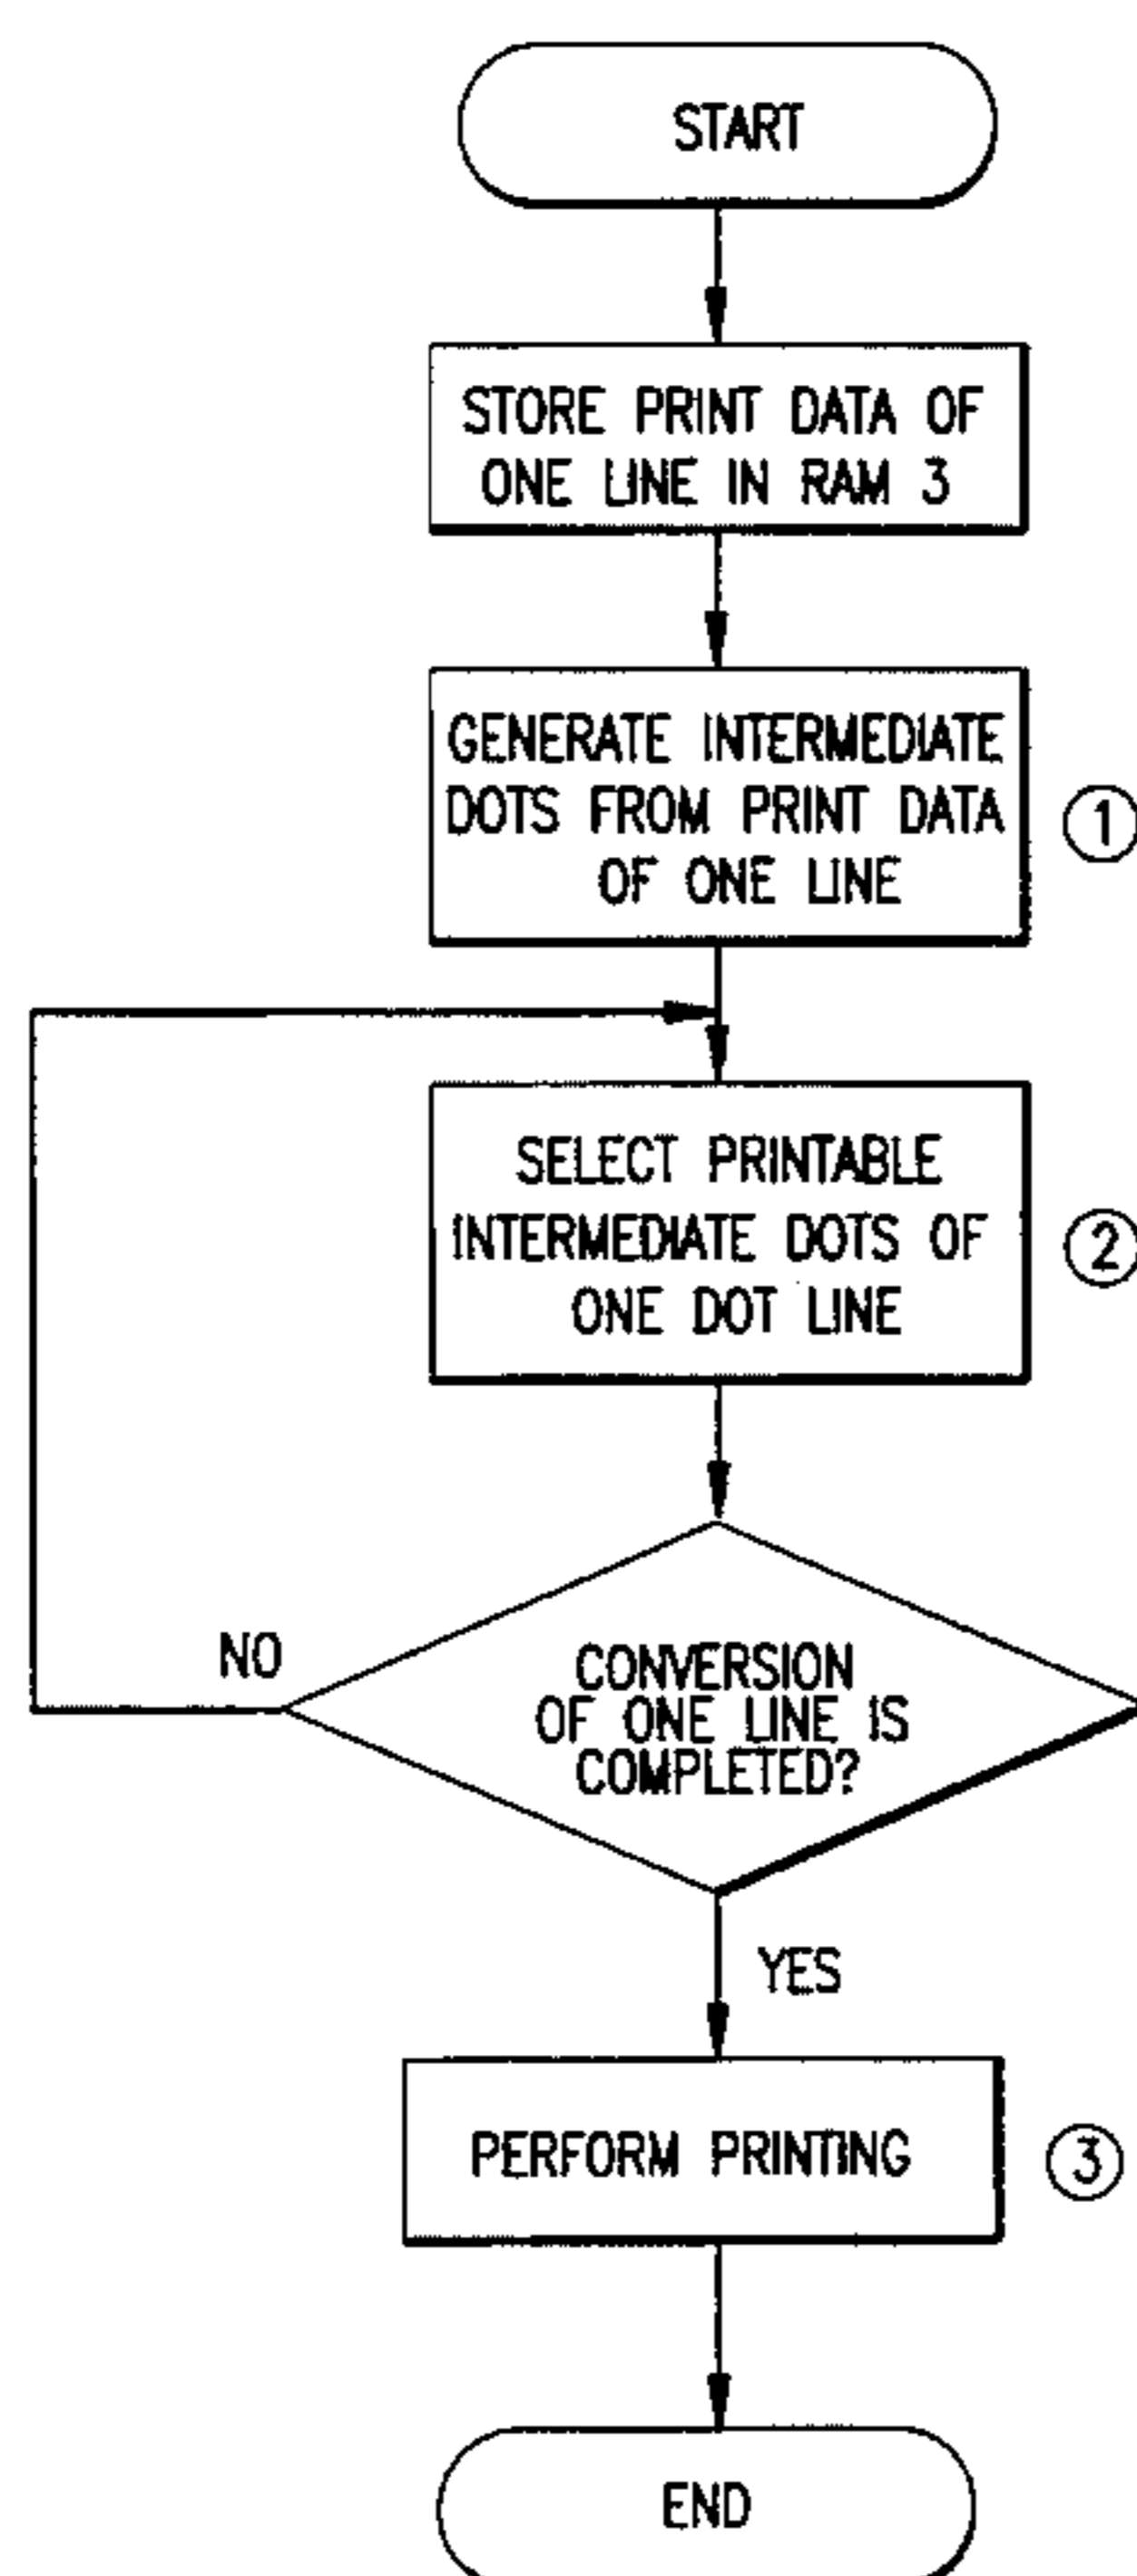 START
STORE PRINT DATA OF
ONE LINE IN RAM 3
GENERATE INTERMEDIATE
DOTS FROM PRINT DATA
OF ONE LINE
①
SELECT PRINTABLE
INTERMEDIATE DOTS OF
ONE DOT LINE
②
CONVERSION
OF ONE LINE IS
COMPLETED?
NO
YES
PERFORM PRINTING
③
END